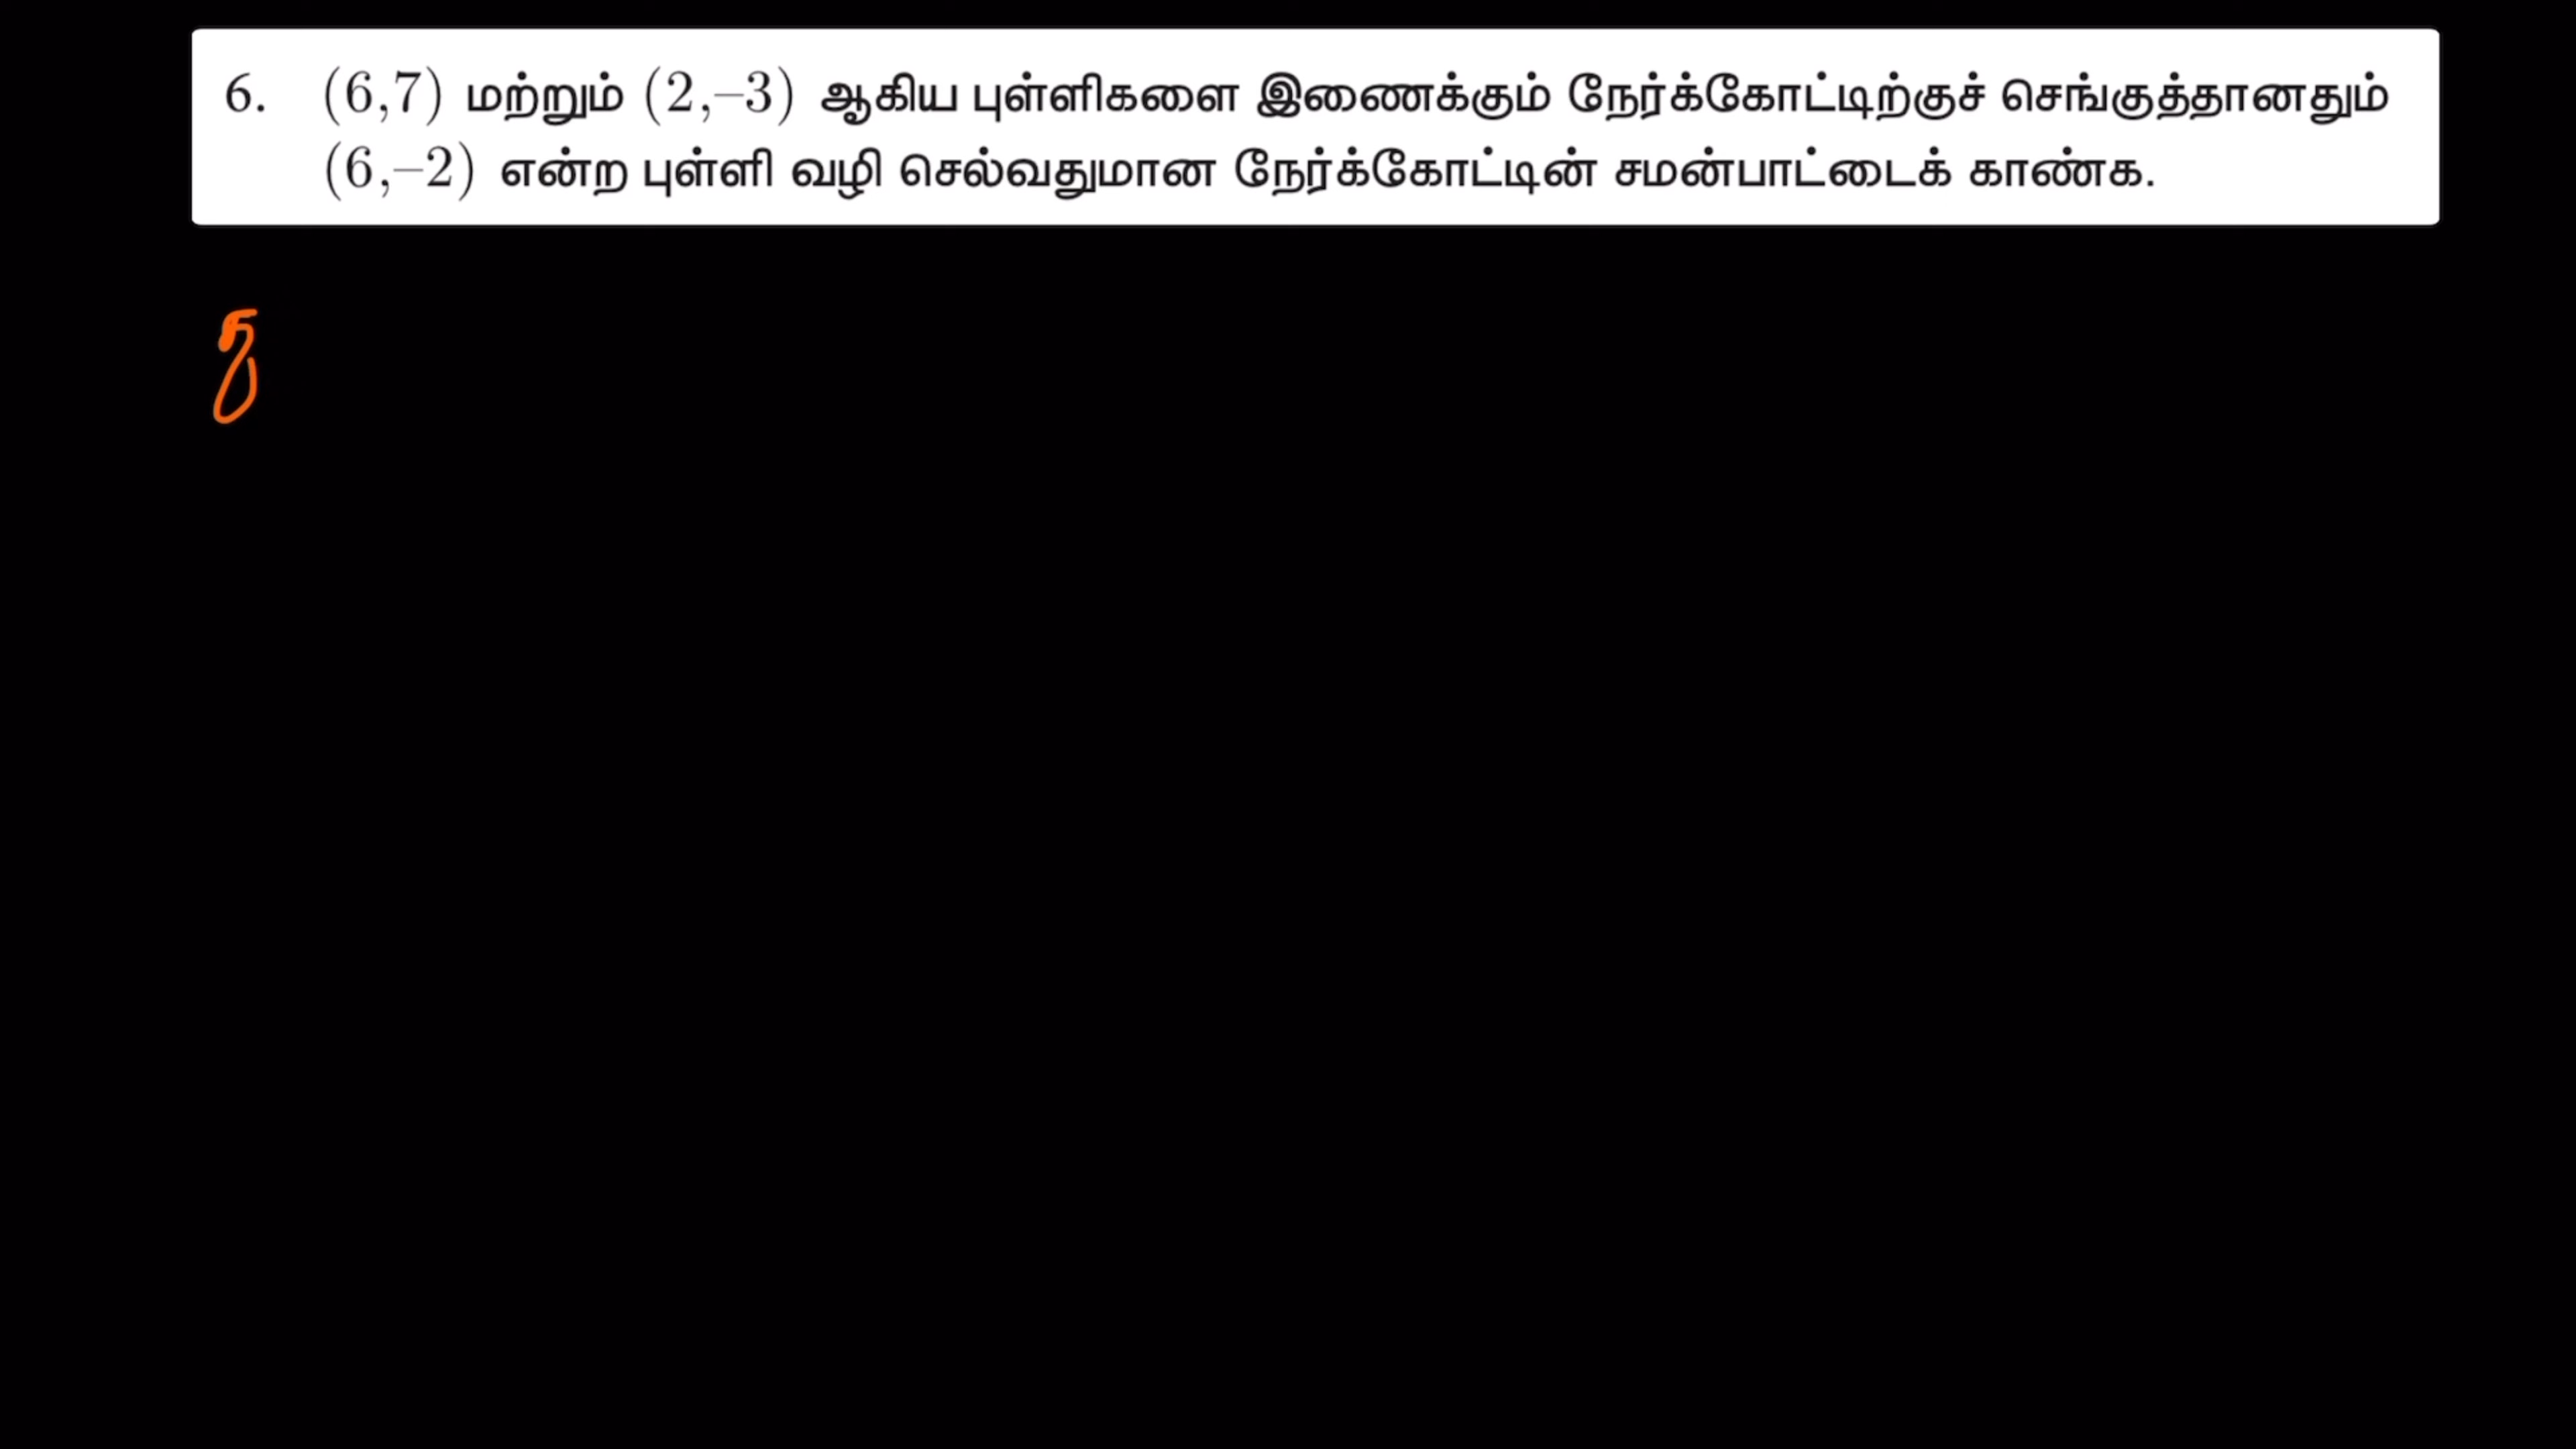 6. (6,7) மற்றும் (2,–3) ஆகிய புள்ளிகளை இணைக்கும் நேர்க்கோட்டிற்குச் செங்குத்தானதும்
(6,–2) என்ற புள்ளி வழி செல்வதுமான நேர்க்கோட்டின் சமன்பாட்டைக் காண்க.